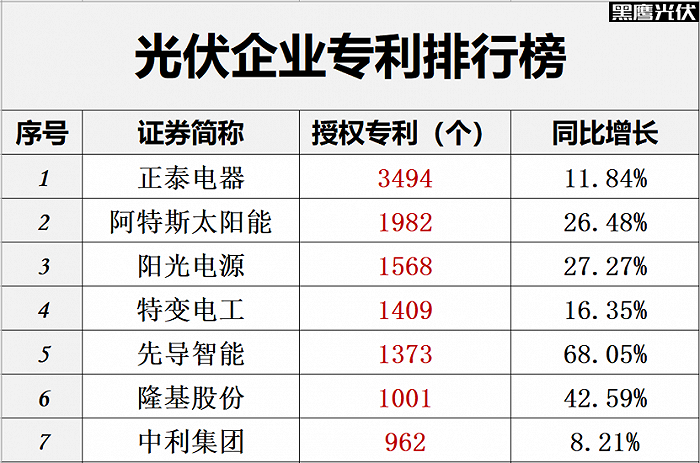 黑鹰光伏
光伏企业专利排行榜
序号 证券简称 授权专利（个） 同比增长
1 正泰电器 3494 11.84%
2 阿特斯太阳能 1982 26.48%
3 阳光电源 1568 27.27%
4 特变电工 1409 16.35%
5 先导智能 1373 68.05%
6 隆基股份 1001 42.59%
7 中利集团 962 8.21%